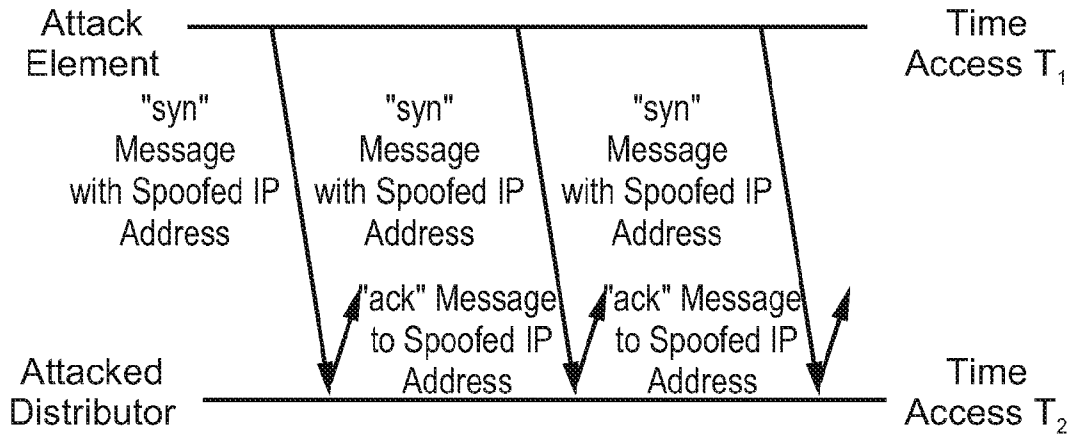 Attack
Element
Time
Access T₁
"syn"
Message
with Spoofed IP
Address
"syn"
Message
with Spoofed IP
Address
"syn"
Message
with Spoofed IP
Address
"ack" Message
to Spoofed IP
Address
"ack" Message
to Spoofed IP
Address
Attacked
Distributor
Time
Access T₂